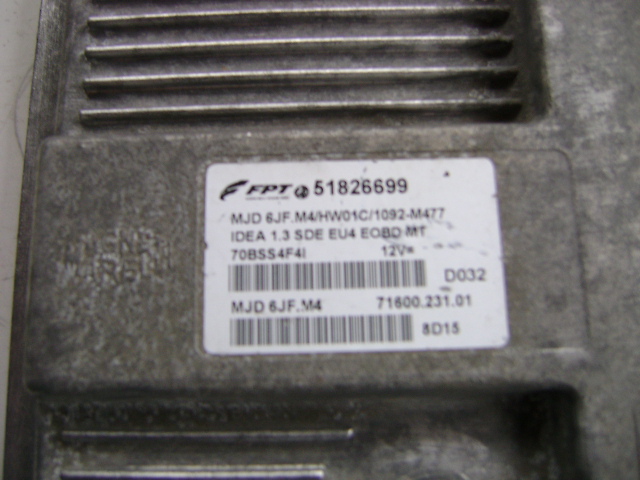 FPT 51826699
MJD 6JF.M4/HW01C/1092-M477
IDEA 1.3 SDE EU4 EOBD MT
70BSS4F4I 12V=
D032
MJD 6JF.M4 71600.231.01
8D15